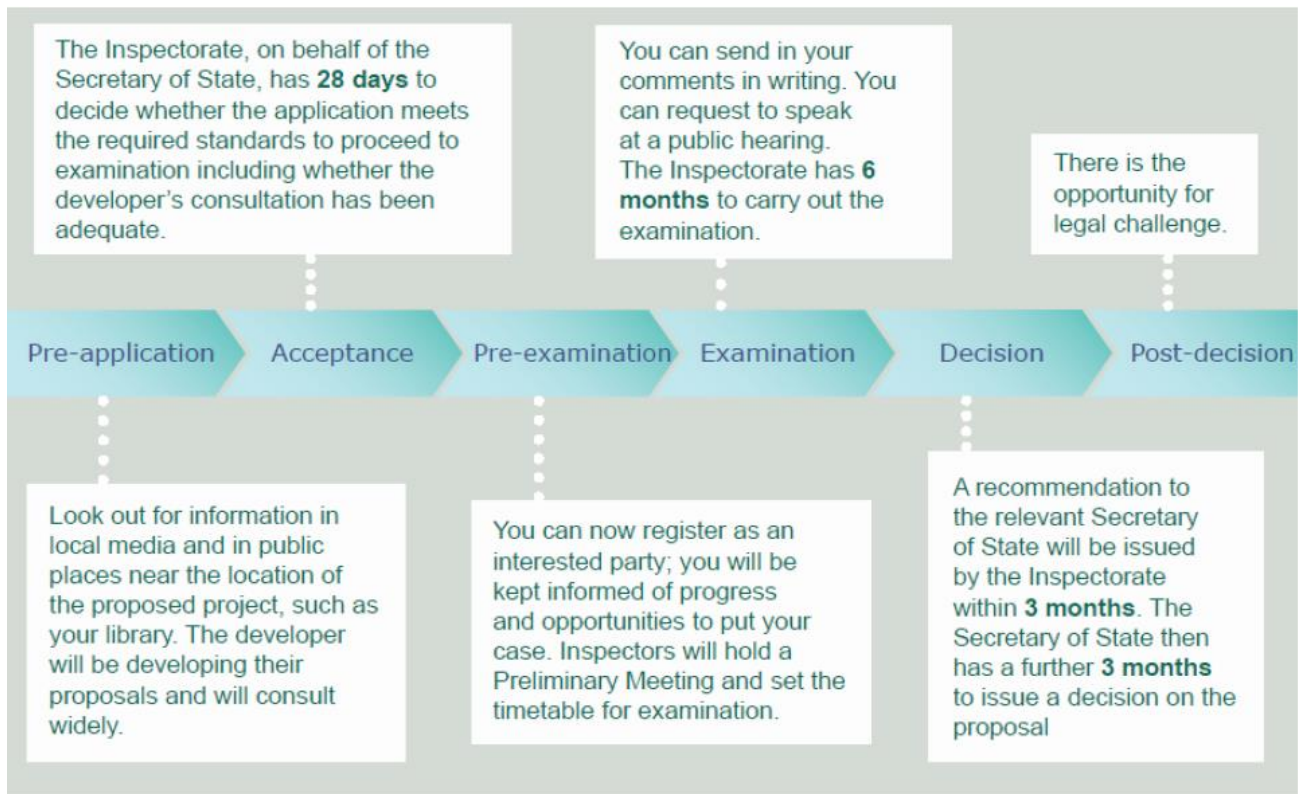 The Inspectorate, on behalf of the
Secretary of State, has 28 days to
decide whether the application meets
the required standards to proceed to
examination including whether the
developer's consultation has been
adequate.
You can send in your
comments in writing. You
can request to speak
at a public hearing.
The Inspectorate has 6
months to carry out the
examination.
There is the
opportunity for
legal challenge.
Pre-application
Acceptance
Pre-examination
Examination
Decision
Post-decision
Look out for information in
local media and in public
places near the location of
the proposed project, such as
your library. The developer
will be developing their
proposals and will consult
widely.
You can now register as an
interested party; you will be
kept informed of progress
and opportunities to put your
case. Inspectors will hold a
Preliminary Meeting and set the
timetable for examination.
A recommendation to
the relevant Secretary
of State will be issued
by the Inspectorate
within 3 months. The
Secretary of State then
has a further 3 months
to issue a decision on the
proposal